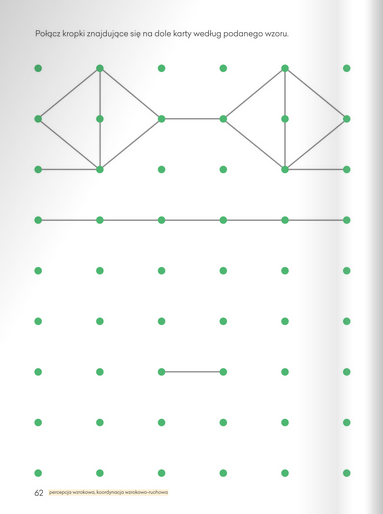 Połącz kropki znajdujące się na dole karty według podanego wzoru.
62 percepcja wzrokowa, koordynacja wzrokowo-ruchowa